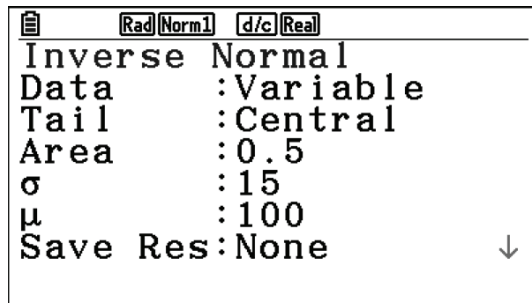 Rad Norm1 d/c Real
Inverse Normal
Data :Variable
Tail :Central
Area :0.5
σ :15
μ :100
Save Res:None ↓